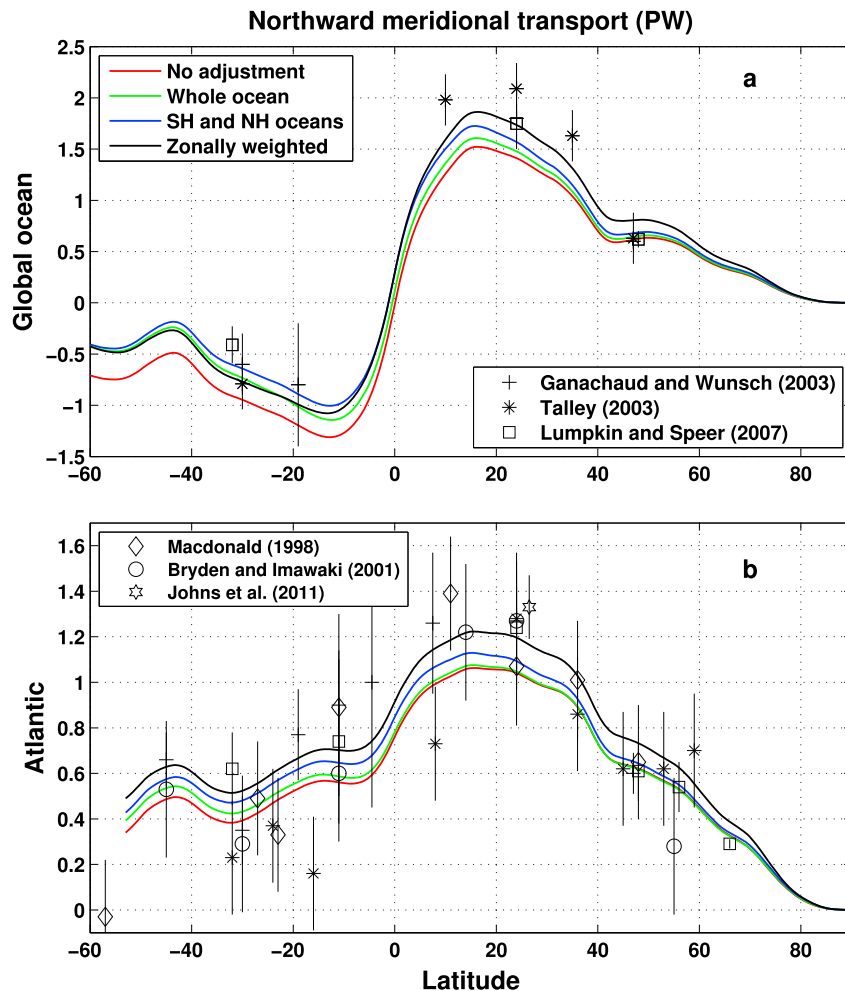 Northward meridional transport (PW)
2.5
2
1.5
1
0.5
0
−0.5
−1
−1.5
Global ocean
No adjustment
Whole ocean
SH and NH oceans
Zonally weighted
a
Ganachaud and Wunsch (2003)
Talley (2003)
Lumpkin and Speer (2007)
−60 −40 −20 0 20 40 60 80
1.6
1.4
1.2
1
0.8
0.6
0.4
0.2
0
Atlantic
Macdonald (1998)
Bryden and Imawaki (2001)
Johns et al. (2011)
b
−60 −40 −20 0 20 40 60 80
Latitude